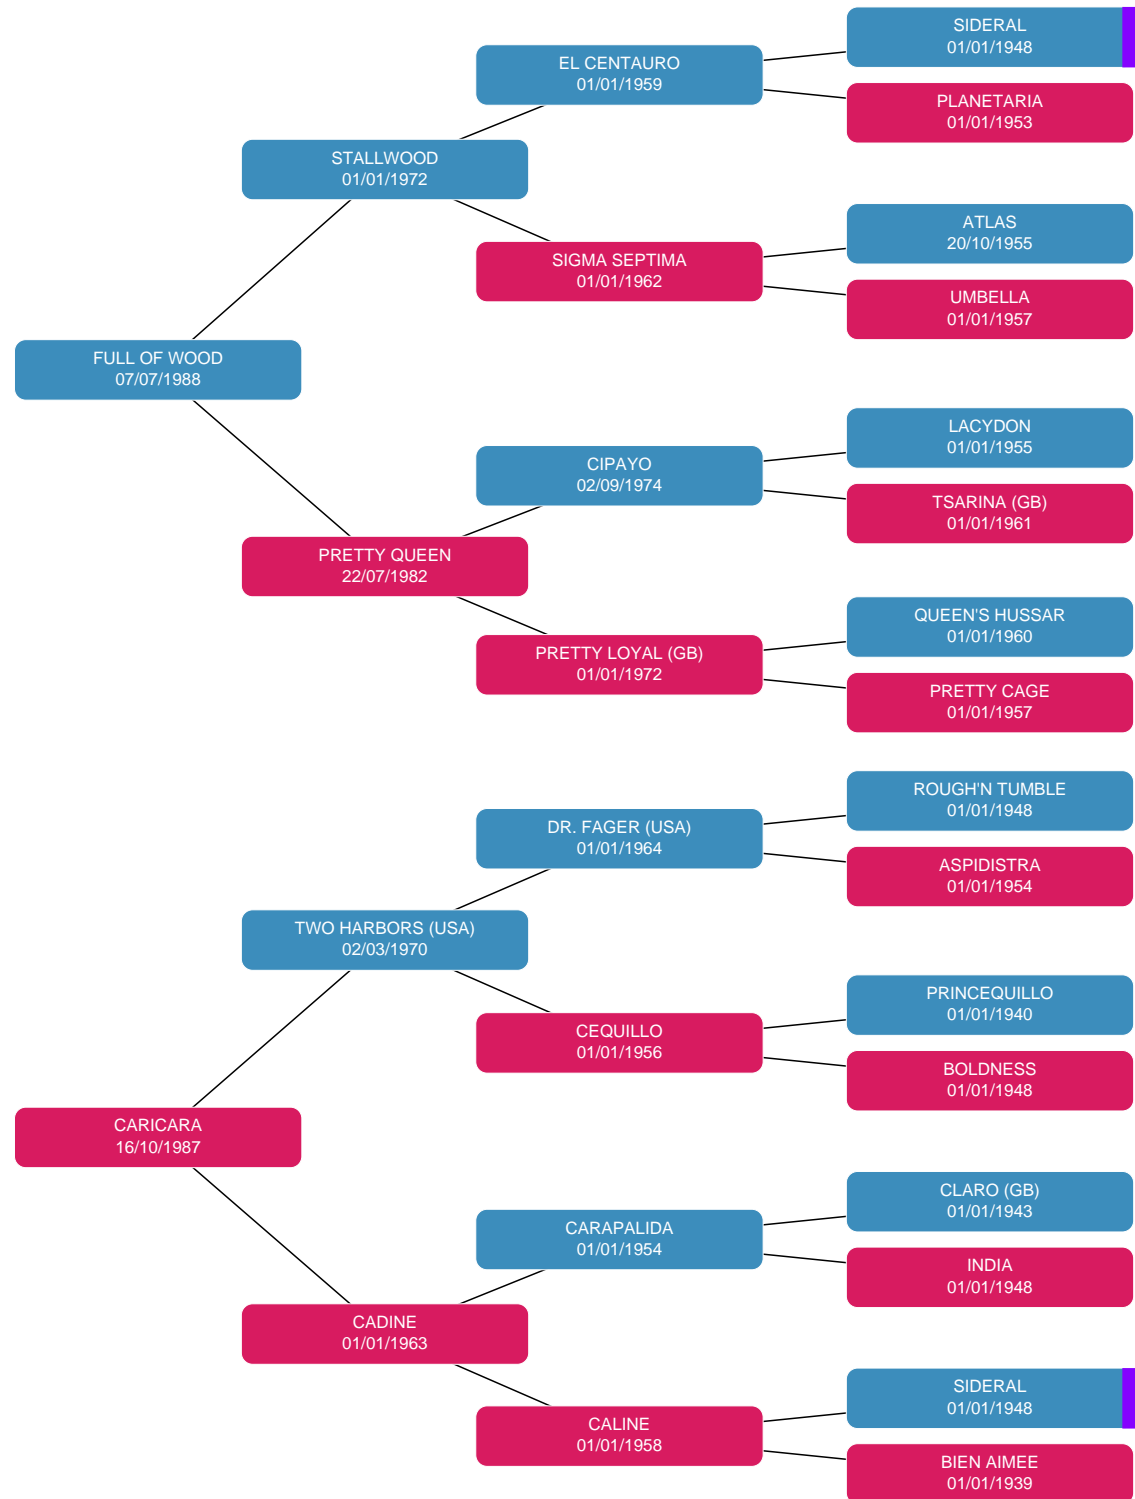 SIDERAL
01/01/1948
EL CENTAURO
01/01/1959
PLANETARIA
01/01/1953
STALLWOOD
01/01/1972
ATLAS
20/10/1955
SIGMA SEPTIMA
01/01/1962
UMBELLA
01/01/1957
FULL OF WOOD
07/07/1988
LACYDON
01/01/1955
CIPAYO
02/09/1974
TSARINA (GB)
01/01/1961
PRETTY QUEEN
22/07/1982
QUEEN'S HUSSAR
01/01/1960
PRETTY LOYAL (GB)
01/01/1972
PRETTY CAGE
01/01/1957
ROUGH'N TUMBLE
01/01/1948
DR. FAGER (USA)
01/01/1964
ASPIDISTRA
01/01/1954
TWO HARBORS (USA)
02/03/1970
PRINCEQUILLO
01/01/1940
CEQUILLO
01/01/1956
BOLDNESS
01/01/1948
CARICARA
16/10/1987
CLARO (GB)
01/01/1943
CARAPALIDA
01/01/1954
INDIA
01/01/1948
CADINE
01/01/1963
SIDERAL
01/01/1948
CALINE
01/01/1958
BIEN AIMEE
01/01/1939